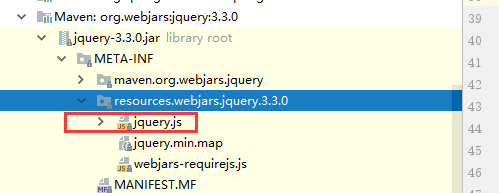 Maven: org.webjars:jquery:3.3.0
jquery-3.3.0.jar library root
META-INF
maven.org.webjars.jquery
resources.webjars.jquery.3.3.0
jquery.js
jquery.min.map
webjars-requirejs.js
MANIFEST.MF
39
40
41
42
43
44
45
46
47